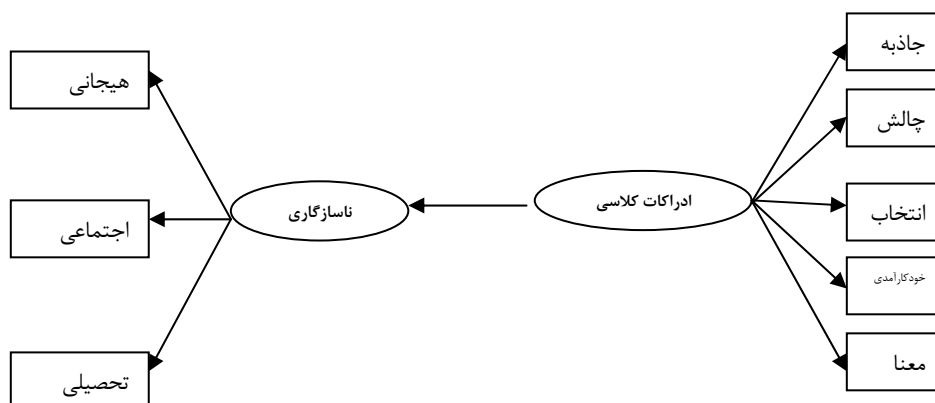 جاذبه
چالش
انتخاب
خودکارآمدی
معنا
ادراکات کلاسی
ناسازگاری
هیجانی
اجتماعی
تحصیلی